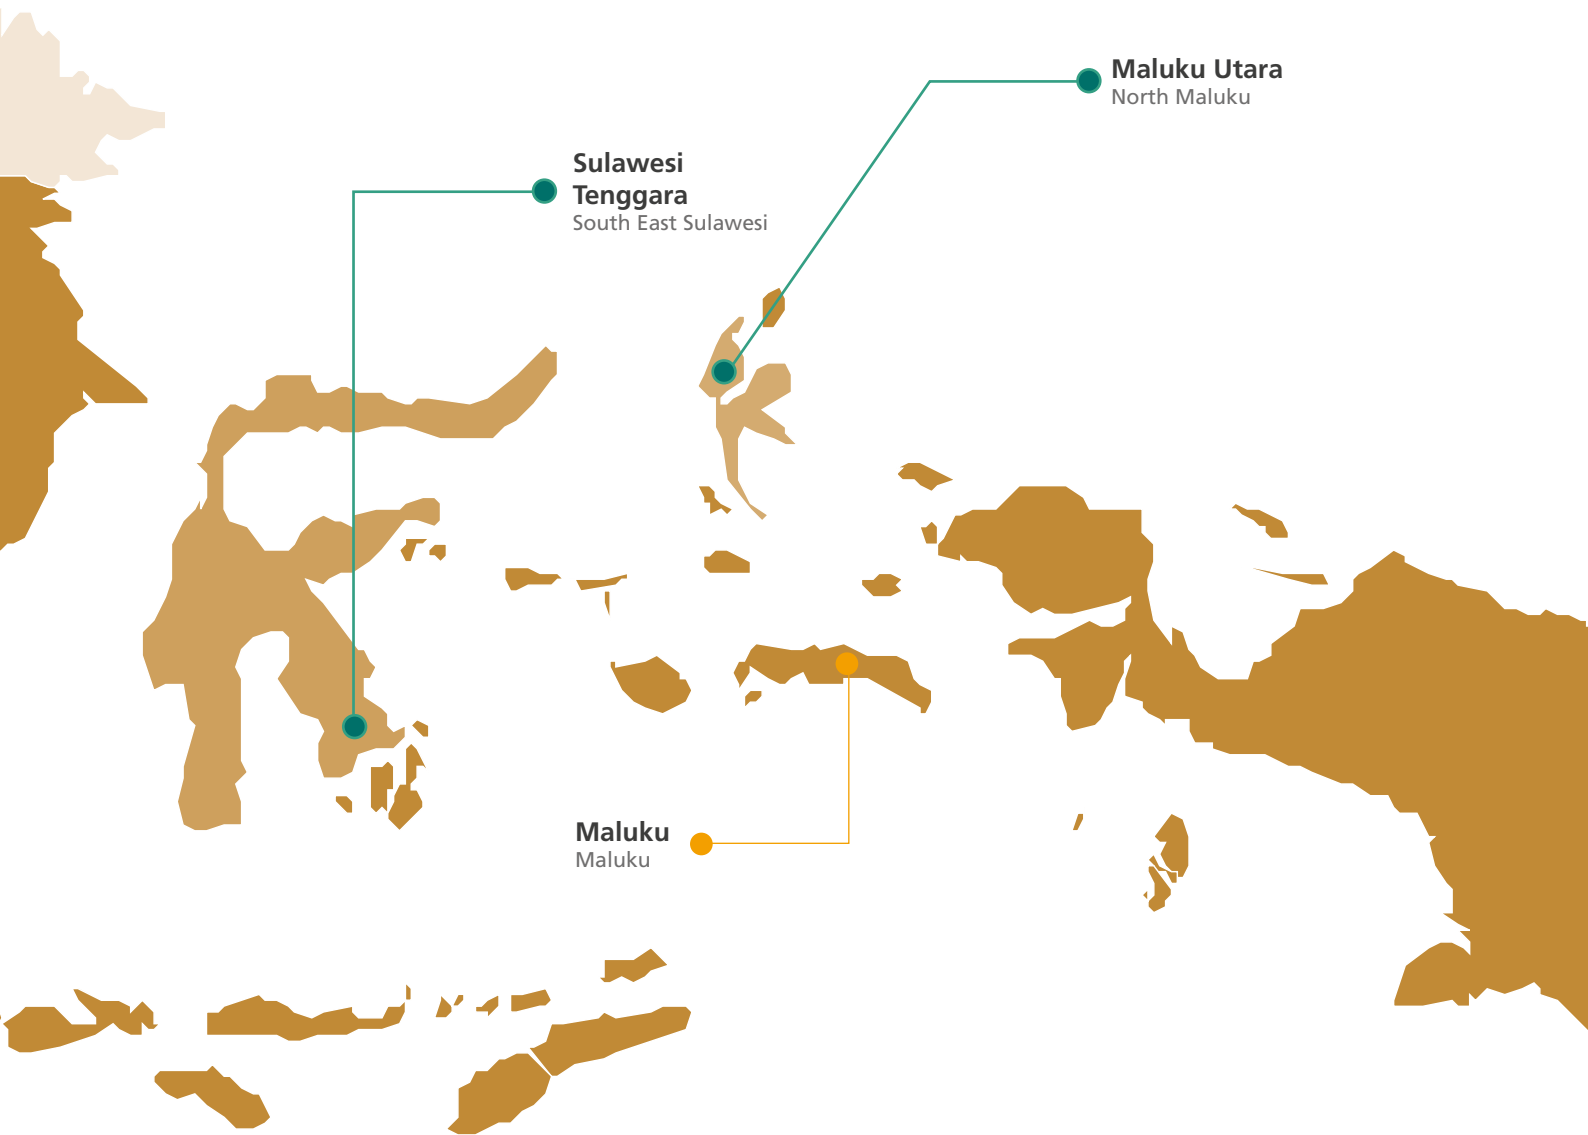 Maluku Utara
North Maluku
Sulawesi
Tenggara
South East Sulawesi
Maluku
Maluku